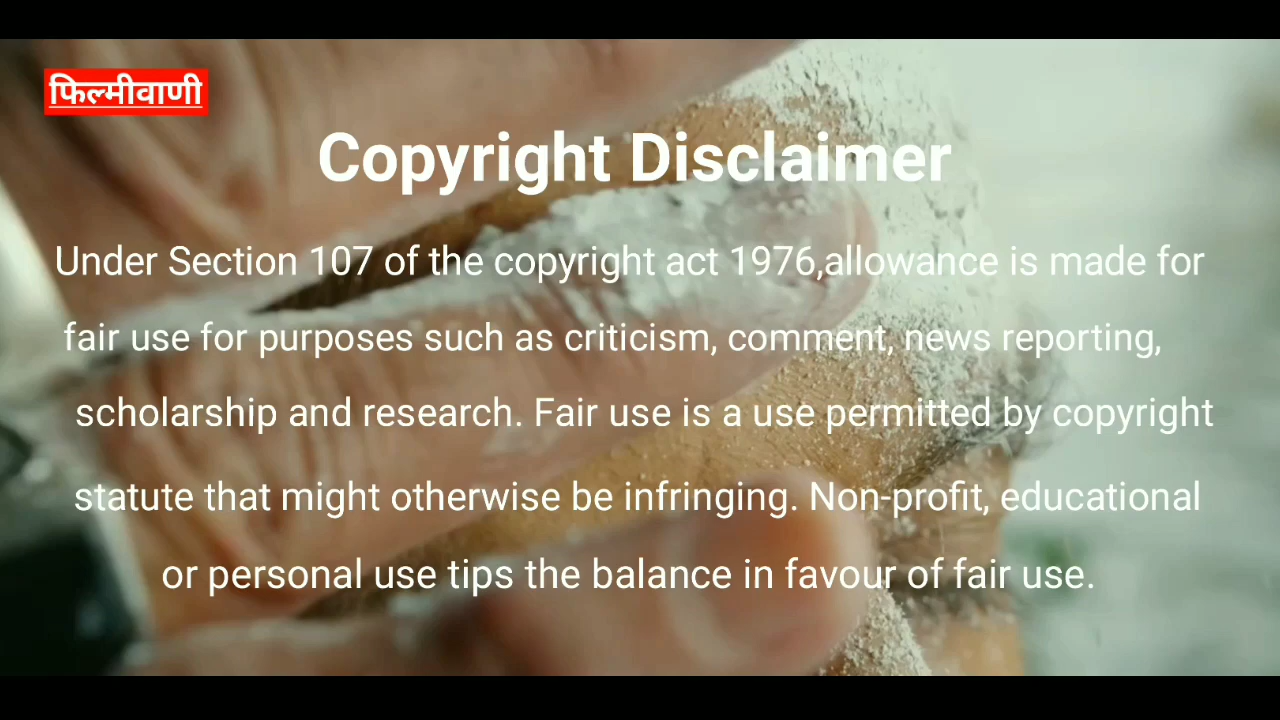 फिल्मीवाणी
Copyright Disclaimer
Under Section 107 of the copyright act 1976,allowance is made for
fair use for purposes such as criticism, comment, news reporting,
scholarship and research. Fair use is a use permitted by copyright
statute that might otherwise be infringing. Non-profit, educational
or personal use tips the balance in favour of fair use.